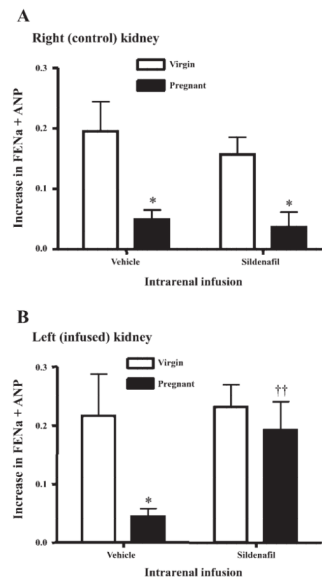 A
Right (control) kidney
0.3
Virgin
Pregnant
0.2
Increase in FENa + ANP
0.1
*
*
0.0
Vehicle
Sildenafil
Intrarenal infusion
B
Left (infused) kidney
0.3
Virgin
Pregnant
††
0.2
Increase in FENa + ANP
0.1
*
0.0
Vehicle
Sildenafil
Intrarenal infusion